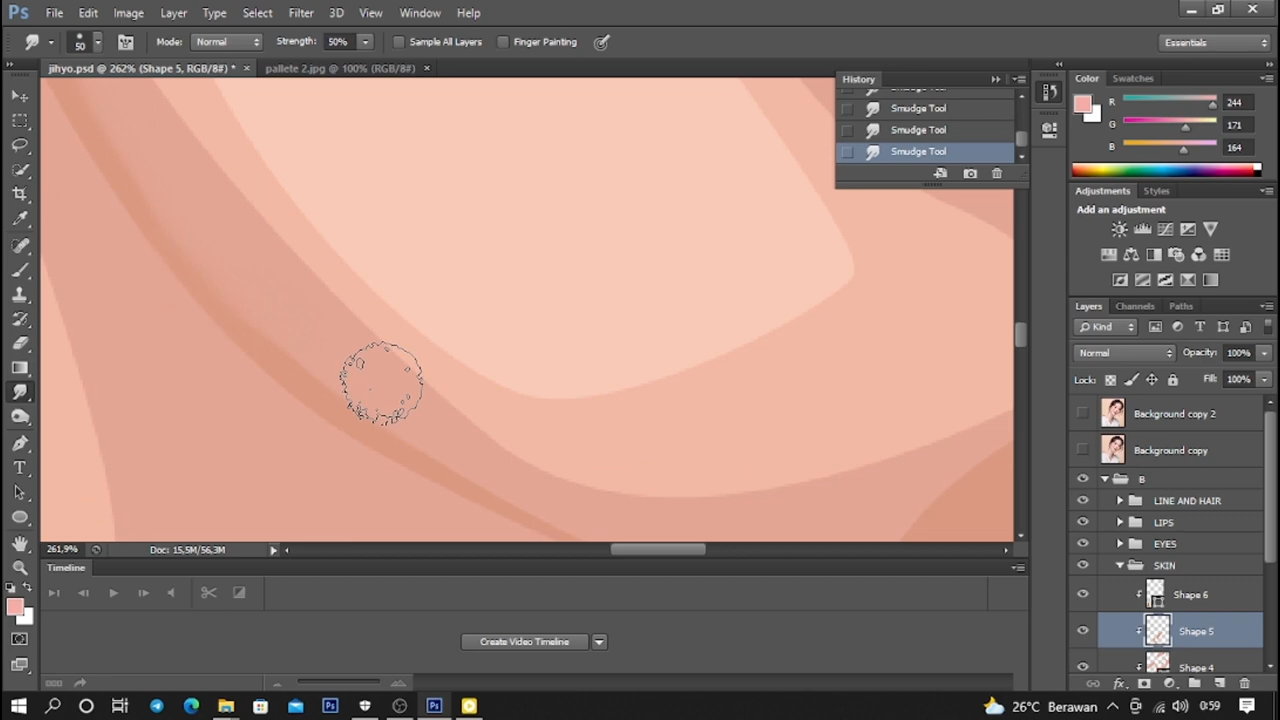 Ps File Edit Image Layer Type Select Filter 3D View Window Help
50 Mode: Normal Strength: 50% Sample All Layers Finger Painting Essentials
jihyo.psd @ 262% (Shape 5, RGB/8#) * × pallete 2.jpg @ 100% (RGB/8#) ×
History
Smudge Tool
Smudge Tool
Smudge Tool
Color Swatches
R 244
G 171
B 164
Adjustments Styles
Add an adjustment
Layers Channels Paths
Kind
Normal Opacity: 100%
Lock: Fill: 100%
Background copy 2
Background copy
B
LINE AND HAIR
LIPS
EYES
SKIN
Shape 6
Shape 5
Shape 4
fx
261,9% Doc: 15,5M/56,3M
Timeline
Create Video Timeline
Ps Ps 26°C Berawan 0:59